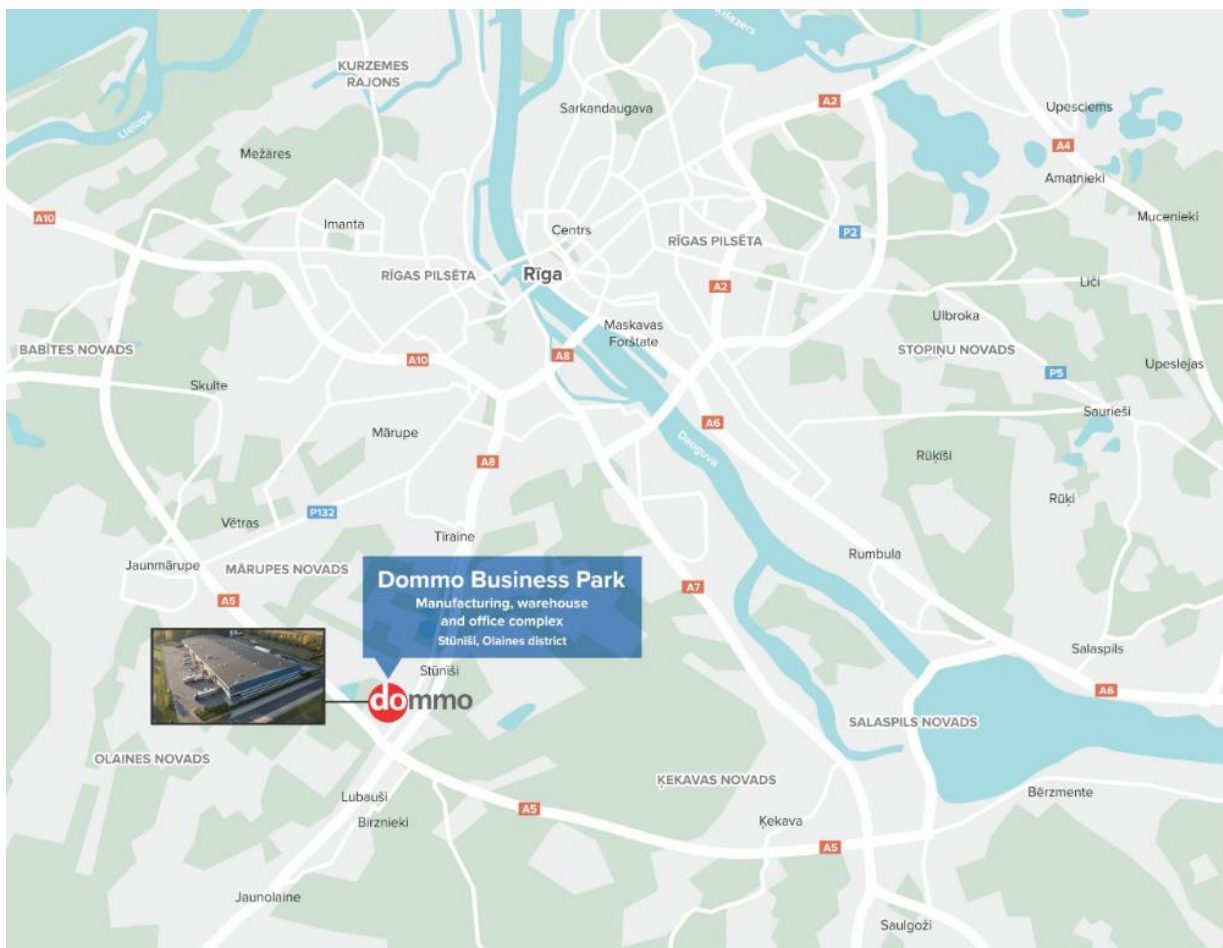 Ķīšezers
KURZEMES
RAJONS
A2
Sarkandaugava
Upesciems
Lielupe
A4
Mežāres
Amatnieki
A10
Imanta
Centrs
Mucenieki
P2
RĪGAS PILSĒTA
RĪGAS PILSĒTA
Rīga
A2
Liči
Ulbroka
Maskavas
Forštate
BABĪTES NOVADS
STOPIŅU NOVADS
A8
A10
Upeslejas
P5
Skulte
Saurieši
A6
Mārupe
Daugava
Rūķīši
A8
Rūķi
P132
Vētras
Tīraine
Rumbula
Jaunmārupe
MĀRUPES NOVADS
Dommo Business Park
Manufacturing, warehouse
and office complex
Stūnīši, Olaines district
A7
A5
Salaspils
Stūnīši
A6
dommo
SALASPILS NOVADS
OLAINES NOVADS
ĶEKAVAS NOVADS
Bērzmente
Lubauši
A5
Birznieki
Ķekava
A5
Jaunolaine
Saulgoži